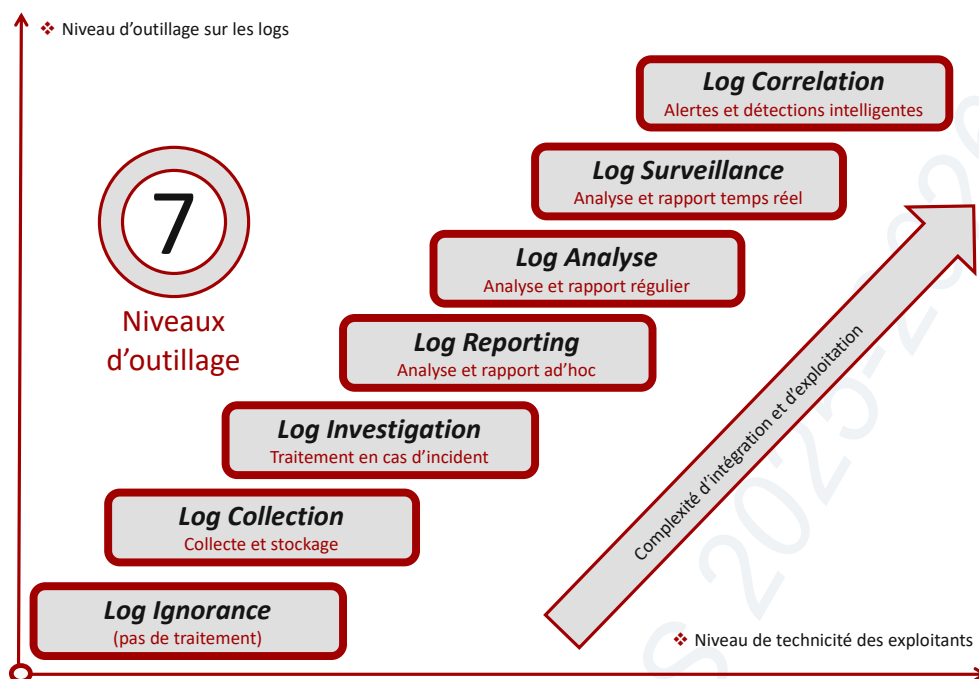 ❖ Niveau d’outillage sur les logs
Log Correlation
Alertes et détections intelligentes
Log Surveillance
Analyse et rapport temps réel
7
Niveaux
d’outillage
Log Analyse
Analyse et rapport régulier
Log Reporting
Analyse et rapport ad’hoc
Log Investigation
Traitement en cas d’incident
Log Collection
Collecte et stockage
Log Ignorance
(pas de traitement)
Complexité d’intégration et d’exploitation
❖ Niveau de technicité des exploitants